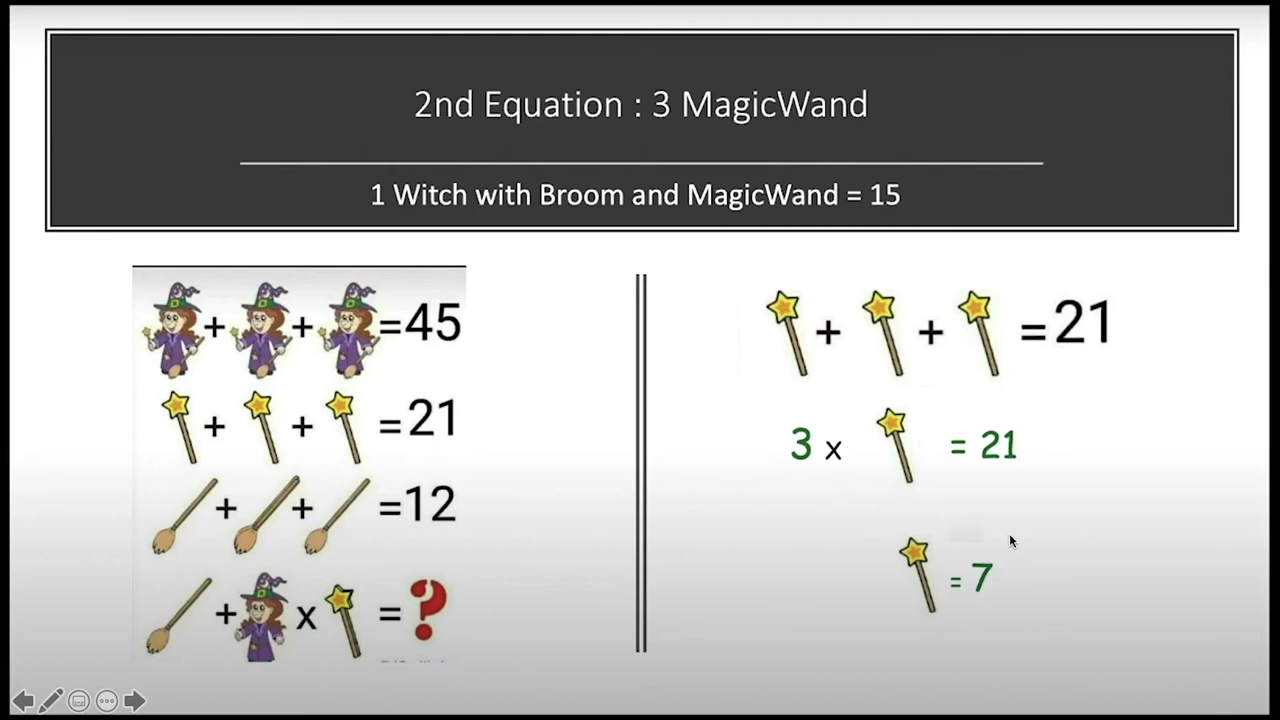 2nd Equation : 3 MagicWand
1 Witch with Broom and MagicWand = 15
+ + =45
+ + =21
+ + =12
+ x = ?
+ + =21
3 x = 21
= 7